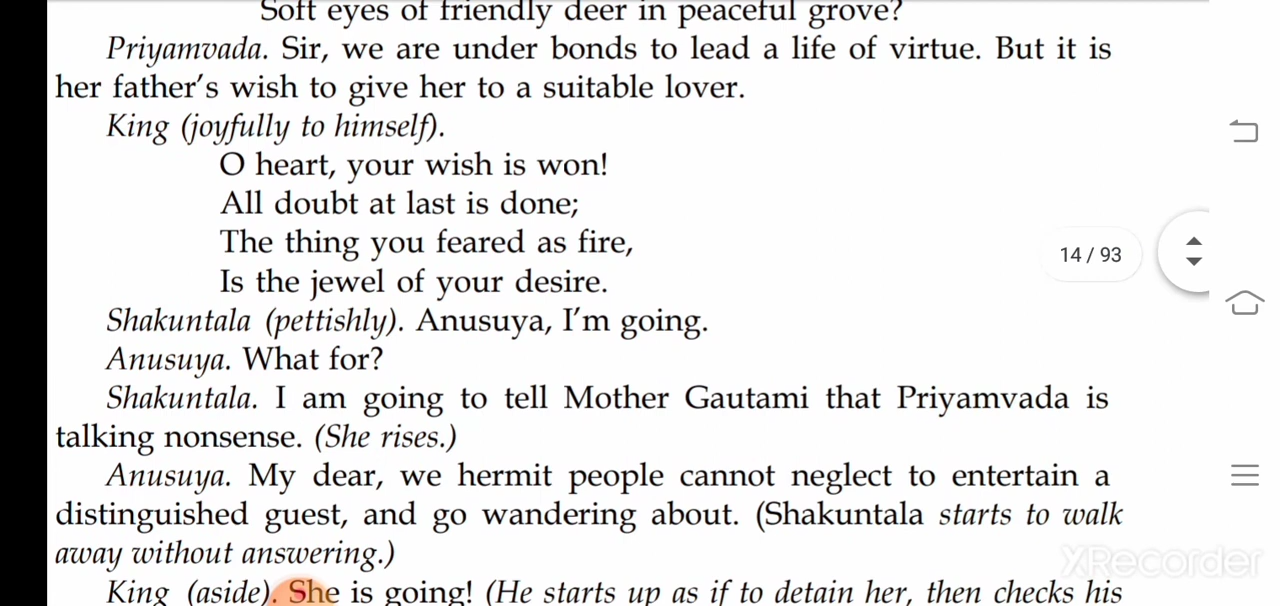 Soft eyes of friendly deer in peaceful grove?
Priyamvada. Sir, we are under bonds to lead a life of virtue. But it is
her father's wish to give her to a suitable lover.
King (joyfully to himself).
O heart, your wish is won!
All doubt at last is done;
The thing you feared as fire,
Is the jewel of your desire.
Shakuntala (pettishly). Anusuya, I'm going.
Anusuya. What for?
Shakuntala. I am going to tell Mother Gautami that Priyamvada is
talking nonsense. (She rises.)
Anusuya. My dear, we hermit people cannot neglect to entertain a
distinguished guest, and go wandering about. (Shakuntala starts to walk
away without answering.)
King (aside). She is going! (He starts up as if to detain her, then checks his
14 / 93
XRecorder